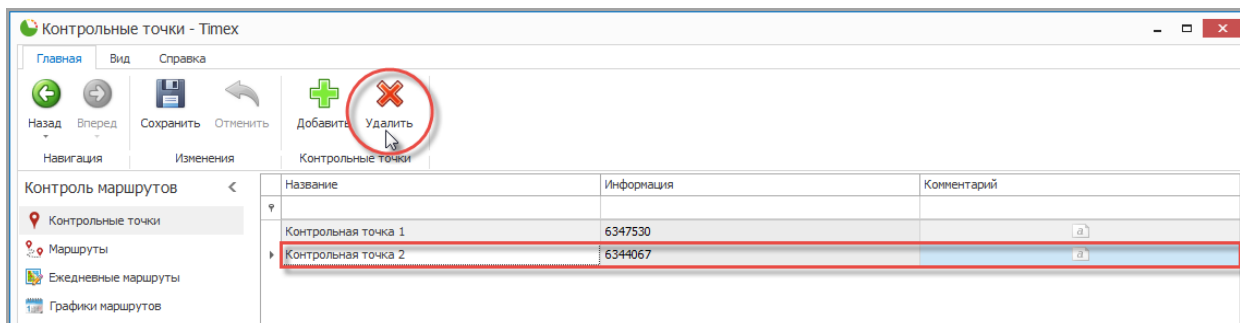 Контрольные точки - Timex
Главная Вид Справка
Назад Вперед Сохранить Отменить Добавить Удалить
Навигация Изменения Контрольные точки
Контроль маршрутов
Название Информация Комментарий
Контрольные точки
Контрольная точка 1 6347530 a
Маршруты
Контрольная точка 2 6344067 a
Ежедневные маршруты
Графики маршрутов